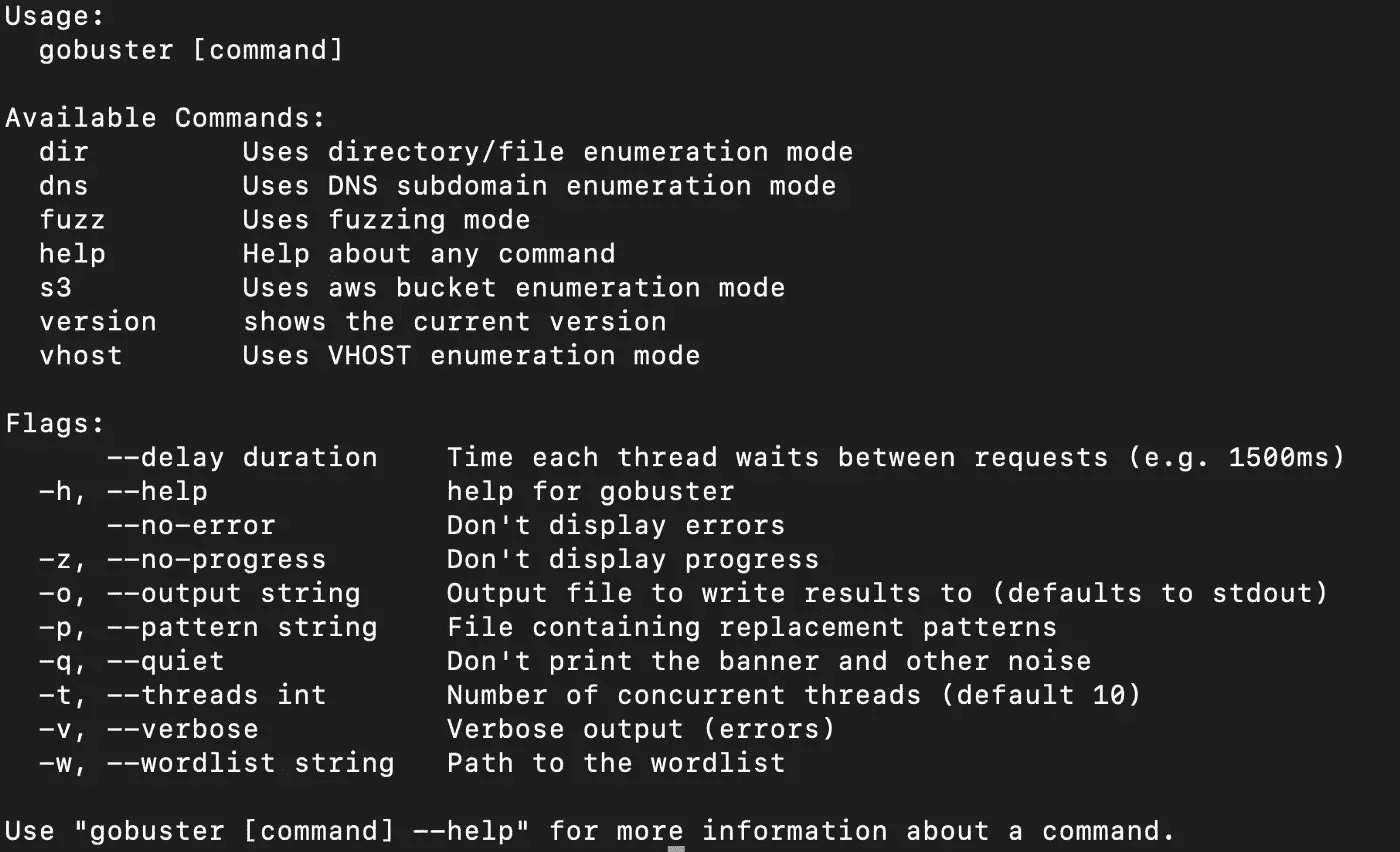 Usage:
  gobuster [command]

Available Commands:
  dir         Uses directory/file enumeration mode
  dns         Uses DNS subdomain enumeration mode
  fuzz        Uses fuzzing mode
  help        Help about any command
  s3          Uses aws bucket enumeration mode
  version     shows the current version
  vhost       Uses VHOST enumeration mode

Flags:
      --delay duration    Time each thread waits between requests (e.g. 1500ms)
  -h, --help              help for gobuster
      --no-error          Don't display errors
  -z, --no-progress       Don't display progress
  -o, --output string     Output file to write results to (defaults to stdout)
  -p, --pattern string    File containing replacement patterns
  -q, --quiet             Don't print the banner and other noise
  -t, --threads int       Number of concurrent threads (default 10)
  -v, --verbose           Verbose output (errors)
  -w, --wordlist string   Path to the wordlist

Use "gobuster [command] --help" for more information about a command.